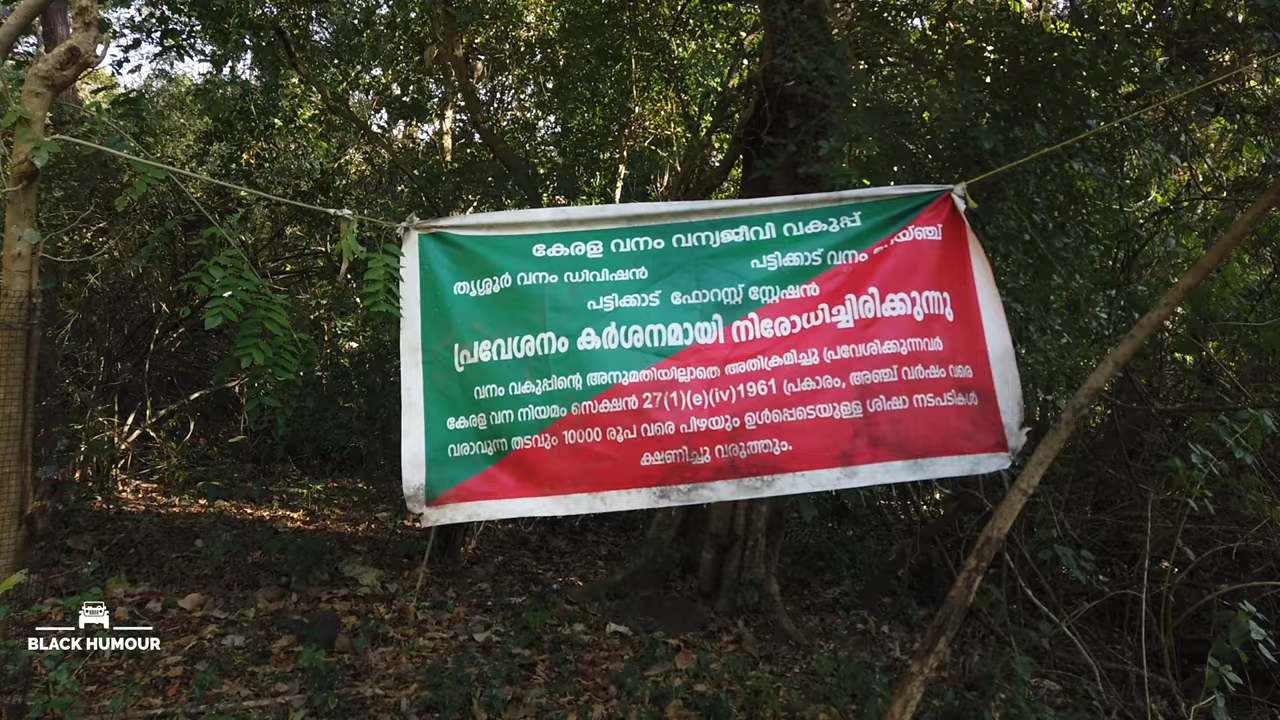 കേരള വനം വന്യജീവി വകുപ്പ്
തൃശ്ശൂർ വനം ഡിവിഷൻ പട്ടിക്കാട് വനം
പട്ടിക്കാട് ഫോറസ്റ്റ് സ്റ്റേഷൻ
പ്രവേശനം കർശനമായി നിരോധിച്ചിരിക്കുന്നു
വനം വകുപ്പിന്റെ അനുമതിയില്ലാതെ അതിക്രമിച്ചു പ്രവേശിക്കുന്നവർ
കേരള വന നിയമം സെക്ഷൻ 27(1)(e)(iv)1961 പ്രകാരം, അഞ്ച് വർഷം വരെ
വരാവുന്ന തടവും 10000 രൂപ വരെ പിഴയും ഉൾപ്പെടെയുള്ള ശിഷാ നടപടികൾ
ക്ഷണിച്ചു വരുത്തും.
BLACK HUMOUR